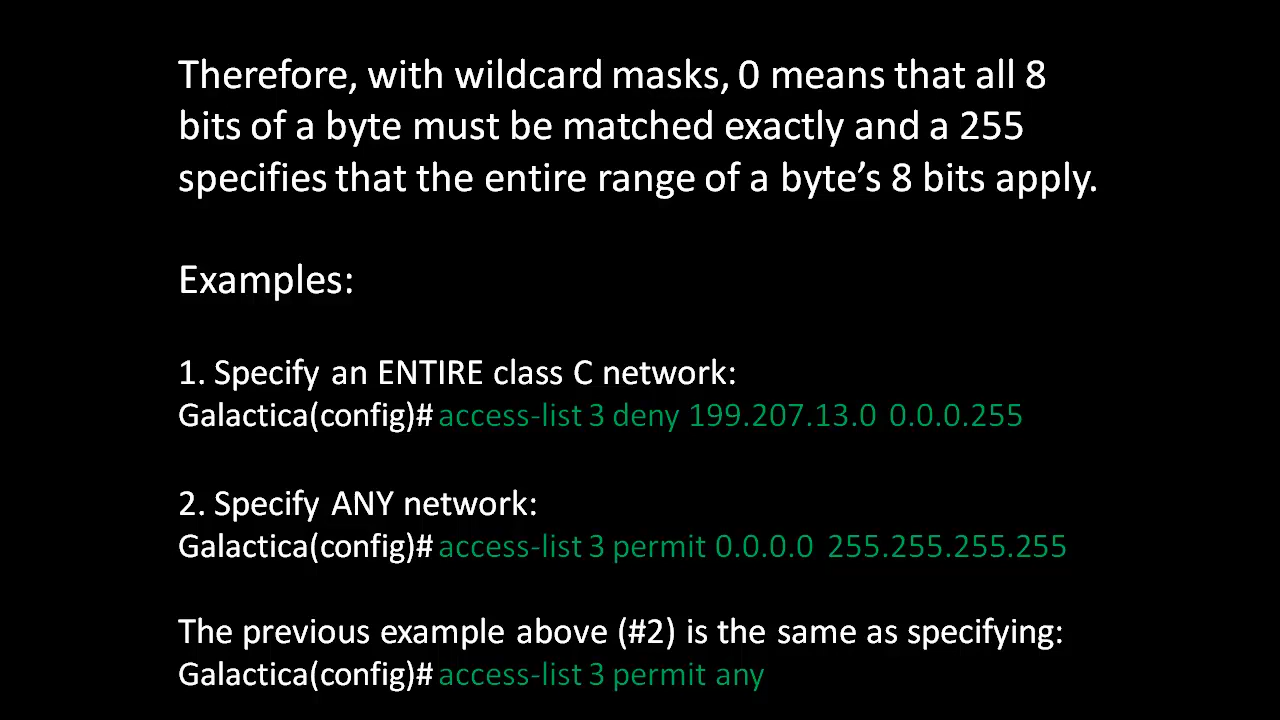 Therefore, with wildcard masks, 0 means that all 8
bits of a byte must be matched exactly and a 255
specifies that the entire range of a byte’s 8 bits apply.
Examples:
1. Specify an ENTIRE class C network:
Galactica(config)# access-list 3 deny 199.207.13.0 0.0.0.255
2. Specify ANY network:
Galactica(config)# access-list 3 permit 0.0.0.0 255.255.255.255
The previous example above (#2) is the same as specifying:
Galactica(config)# access-list 3 permit any